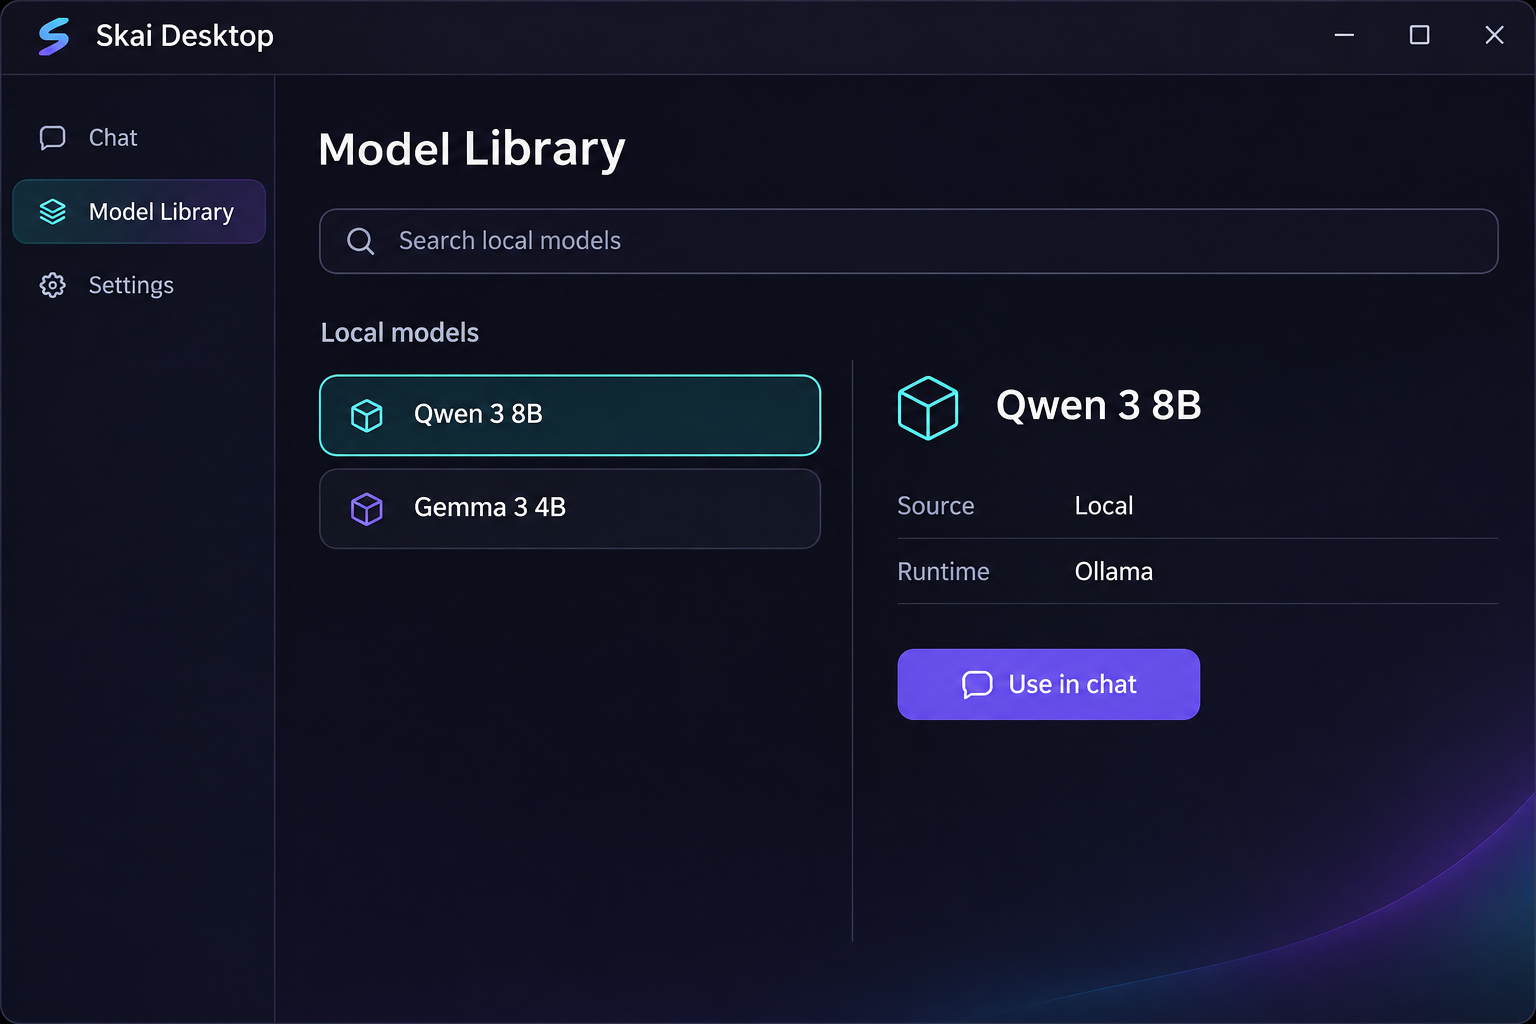 Skai Desktop
Chat
Model Library
Settings
Model Library
Search local models
Local models
Qwen 3 8B
Gemma 3 4B
Qwen 3 8B
Source Local
Runtime Ollama
Use in chat